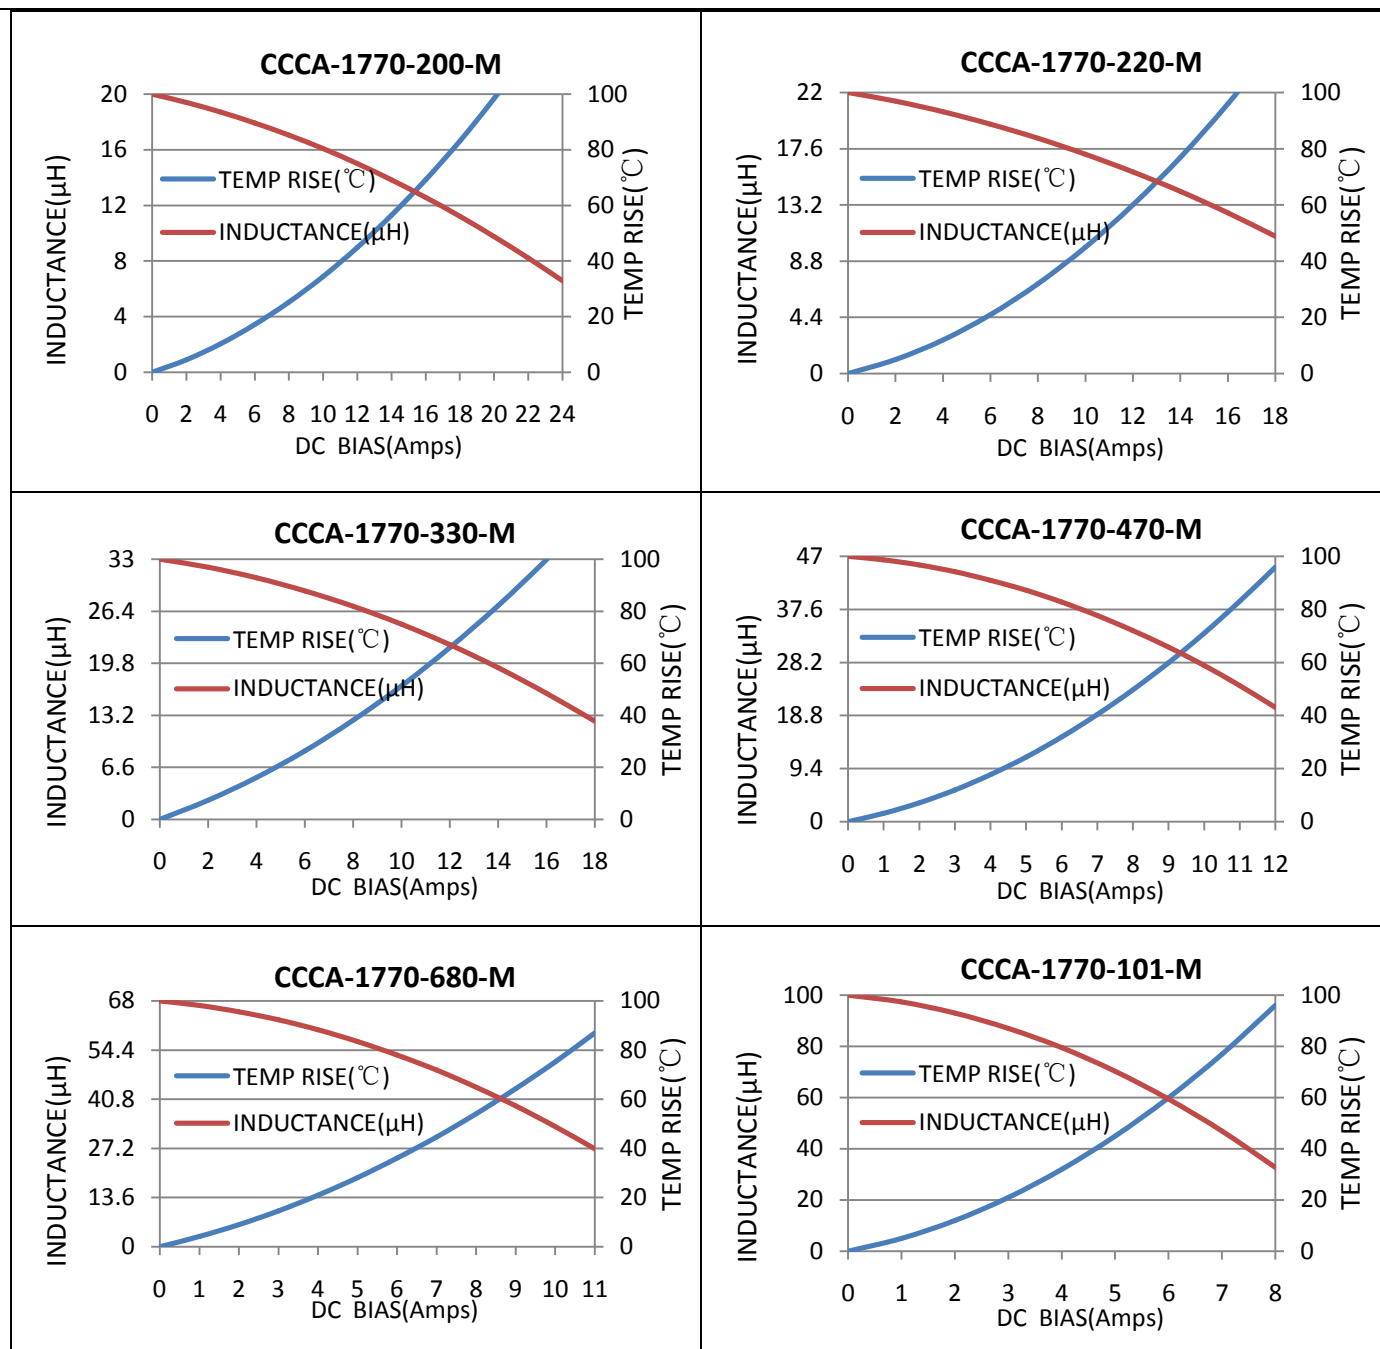 CCCA-1770-200-M
20
16
12
8
4
0
INDUCTANCE(μH)
TEMP RISE(℃)
INDUCTANCE(μH)
100
80
60
40
20
0
TEMP RISE(℃)
0 2 4 6 8 10 12 14 16 18 20 22 24
DC BIAS(Amps)
CCCA-1770-220-M
22
17.6
13.2
8.8
4.4
0
INDUCTANCE(μH)
TEMP RISE(℃)
INDUCTANCE(μH)
100
80
60
40
20
0
TEMP RISE(℃)
0 2 4 6 8 10 12 14 16 18
DC BIAS(Amps)
CCCA-1770-330-M
33
26.4
19.8
13.2
6.6
0
INDUCTANCE(μH)
TEMP RISE(℃)
INDUCTANCE(μH)
100
80
60
40
20
0
TEMP RISE(℃)
0 2 4 6 8 10 12 14 16 18
DC BIAS(Amps)
CCCA-1770-470-M
47
37.6
28.2
18.8
9.4
0
INDUCTANCE(μH)
TEMP RISE(℃)
INDUCTANCE(μH)
100
80
60
40
20
0
TEMP RISE(℃)
0 1 2 3 4 5 6 7 8 9 10 11 12
DC BIAS(Amps)
CCCA-1770-680-M
68
54.4
40.8
27.2
13.6
0
INDUCTANCE(μH)
TEMP RISE(℃)
INDUCTANCE(μH)
100
80
60
40
20
0
TEMP RISE(℃)
0 1 2 3 4 5 6 7 8 9 10 11
DC BIAS(Amps)
CCCA-1770-101-M
100
80
60
40
20
0
INDUCTANCE(μH)
TEMP RISE(℃)
INDUCTANCE(μH)
100
80
60
40
20
0
TEMP RISE(℃)
0 1 2 3 4 5 6 7 8
DC BIAS(Amps)